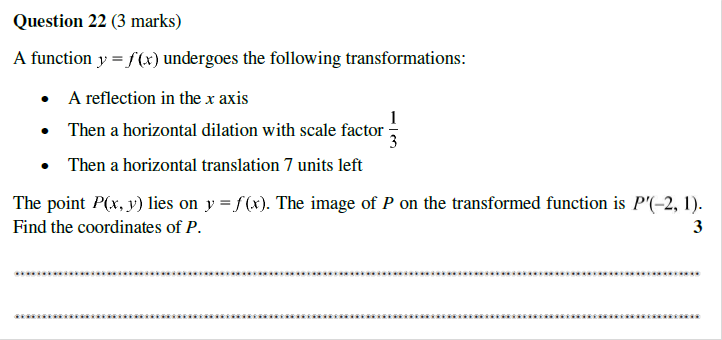 Question 22 (3 marks)
A function y = f(x) undergoes the following transformations:
• A reflection in the x axis
• Then a horizontal dilation with scale factor 1/3
• Then a horizontal translation 7 units left
The point P(x, y) lies on y = f(x). The image of P on the transformed function is P′(−2, 1).
Find the coordinates of P. 3